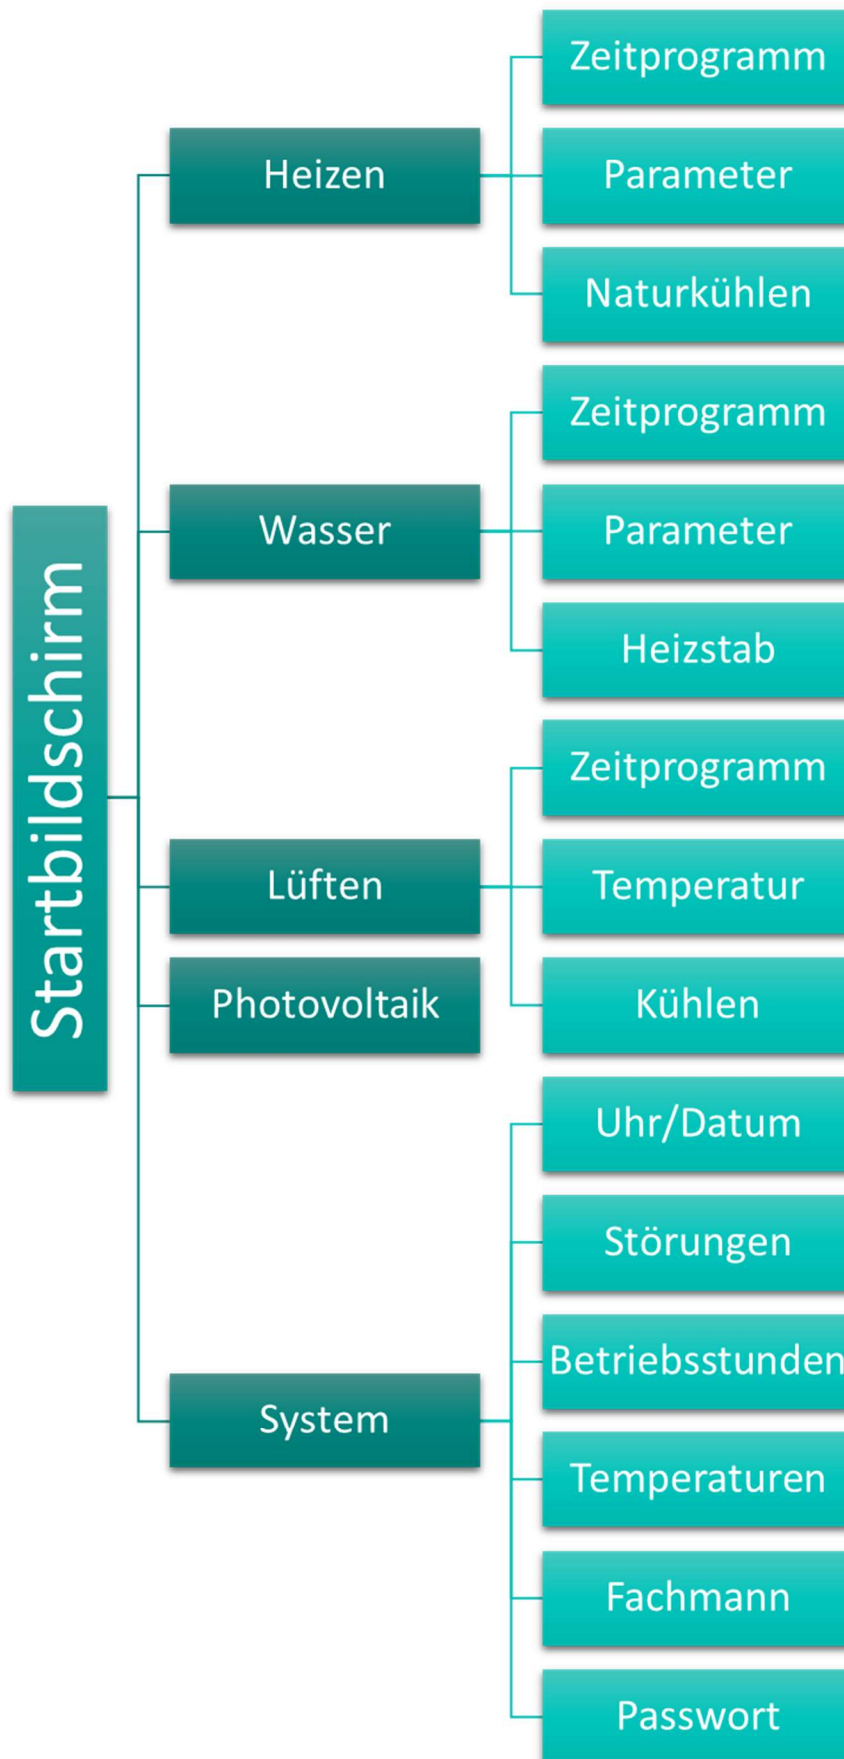 Startbildschirm
Heizen
Zeitprogramm
Parameter
Naturkühlen
Wasser
Zeitprogramm
Parameter
Heizstab
Lüften
Zeitprogramm
Temperatur
Kühlen
Photovoltaik
System
Uhr/Datum
Störungen
Betriebsstunden
Temperaturen
Fachmann
Passwort